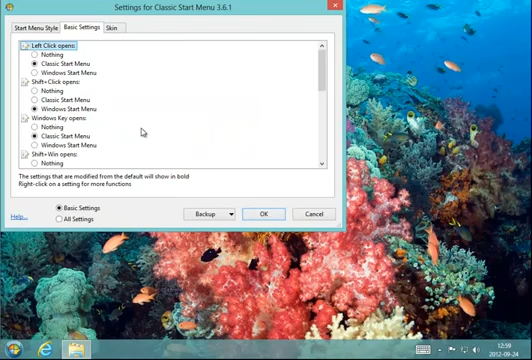 Settings for Classic Start Menu 3.6.1
Start Menu Style
Basic Settings
Skin
Left Click opens:
Nothing
Classic Start Menu
Windows Start Menu
Shift+Click opens:
Nothing
Classic Start Menu
Windows Start Menu
Windows Key opens:
Nothing
Classic Start Menu
Windows Start Menu
Shift+Win opens:
Nothing
The settings that are modified from the default will show in bold
Right-click on a setting for more functions
Basic Settings
All Settings
Help...
Backup
OK
Cancel
12:59
2012-09-24